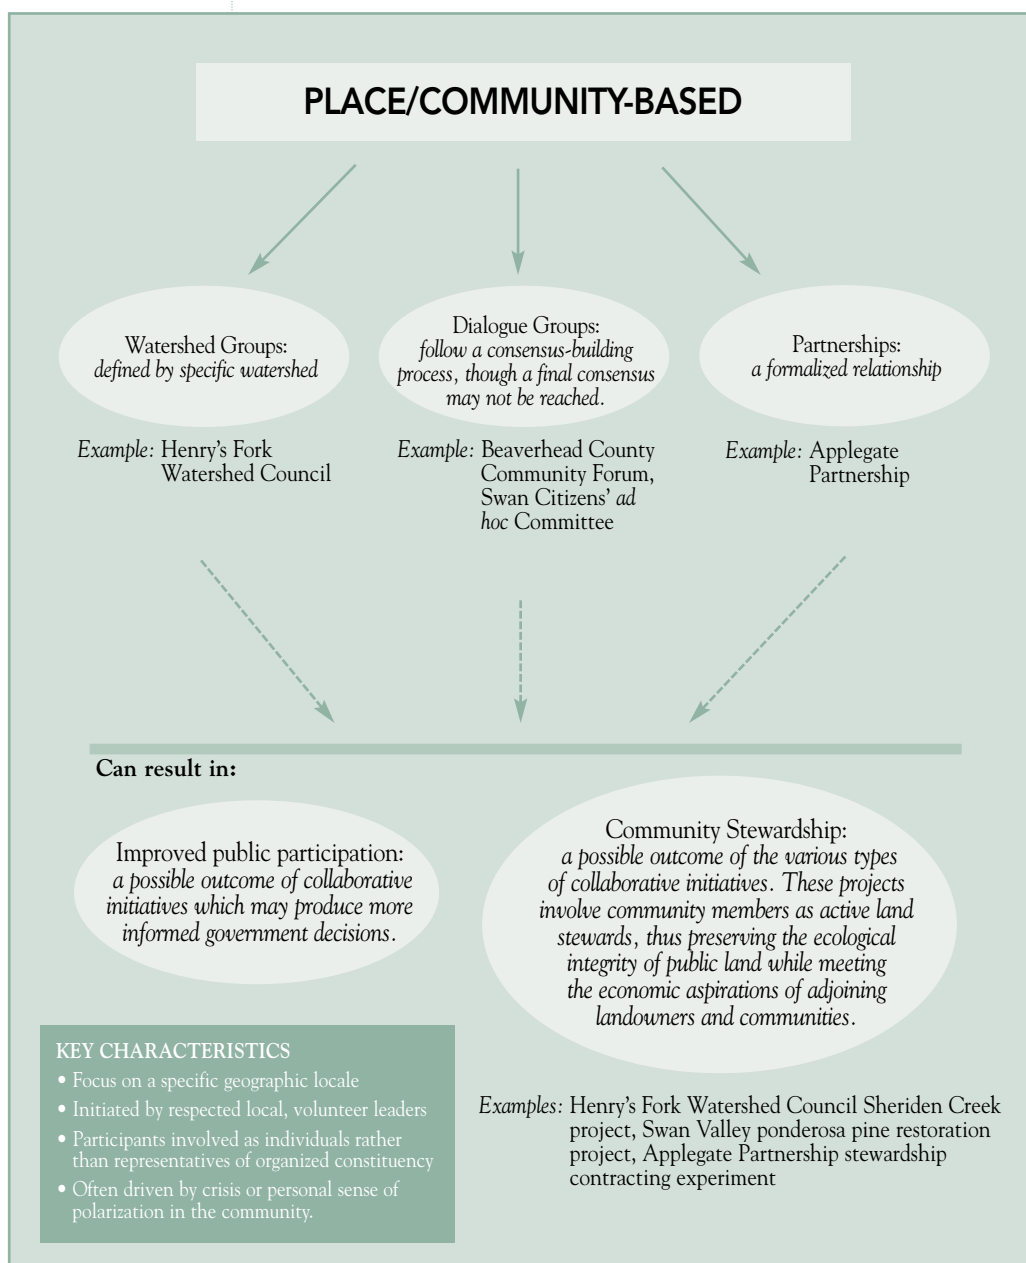 PLACE/COMMUNITY-BASED
Watershed Groups:
defined by specific watershed
Example: Henry's Fork
Watershed Council
Dialogue Groups:
follow a consensus-building
process, though a final consensus
may not be reached.
Example: Beaverhead County
Community Forum,
Swan Citizens' ad
hoc Committee
Partnerships:
a formalized relationship
Example: Applegate
Partnership
Can result in:
Improved public participation:
a possible outcome of collaborative
initiatives which may produce more
informed government decisions.
Community Stewardship:
a possible outcome of the various types
of collaborative initiatives. These projects
involve community members as active land
stewards, thus preserving the ecological
integrity of public land while meeting
the economic aspirations of adjoining
landowners and communities.
KEY CHARACTERISTICS
• Focus on a specific geographic locale
• Initiated by respected local, volunteer leaders
• Participants involved as individuals rather
than representatives of organized constituency
• Often driven by crisis or personal sense of
polarization in the community.
Examples: Henry's Fork Watershed Council Sheriden Creek
project, Swan Valley ponderosa pine restoration
project, Applegate Partnership stewardship
contracting experiment